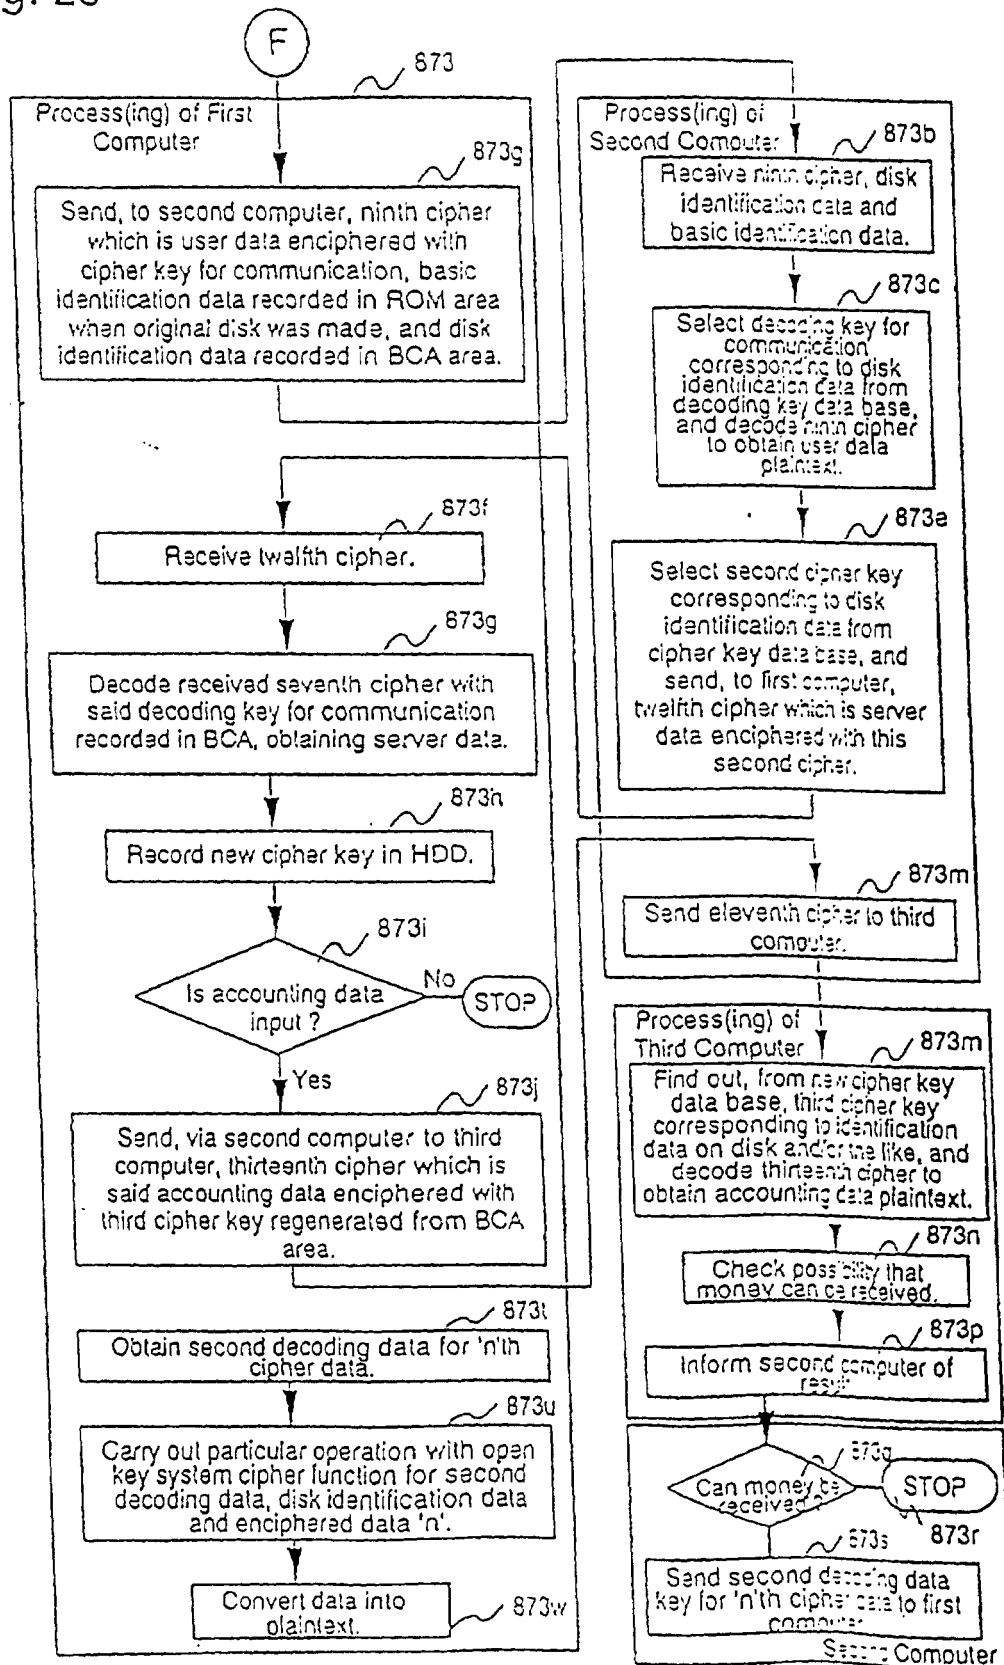 F
873
Process(ing) of First
Computer
873g
Send, to second computer, ninth cipher
which is user data enciphered with
cipher key for communication, basic
identification data recorded in ROM area
when original disk was made, and disk
identification data recorded in BCA area.
873f
Receive twelfth cipher.
873g
Decode received seventh cipher with
said decoding key for communication
recorded in BCA, obtaining server data.
873h
Record new cipher key in HDD.
873i
Is accounting data
input ?
No
STOP
Yes
873j
Send, via second computer to third
computer, thirteenth cipher which is
said accounting data enciphered with
third cipher key regenerated from BCA
area.
873t
Obtain second decoding data for 'n'th
cipher data.
873u
Carry out particular operation with open
key system cipher function for second
decoding data, disk identification data
and enciphered data 'n'.
Convert data into
plaintext.
873w
Process(ing) of
Second Computer
873b
Receive ninth cipher, disk
identification data and
basic identification data.
873c
Select decoding key for
communication
corresponding to disk
identification data from
decoding key data base,
and decode ninth cipher
to obtain user data
plaintext.
873e
Select second cipher key
corresponding to disk
identification data from
cipher key data base, and
send, to first computer,
twelfth cipher which is server
data enciphered with this
second cipher.
873m
Send eleventh cipher to third
computer.
Process(ing) of
Third Computer
873m
Find out, from new cipher key
data base, third cipher key
corresponding to identification
data on disk and/or the like, and
decode thirteenth cipher to
obtain accounting data plaintext.
873n
Check possibility that
money can be received.
873p
Inform second computer of
result
873q
Can money be
received ?
STOP
873r
873s
Send second decoding data
key for 'n'th cipher data to first
computer
Second Computer